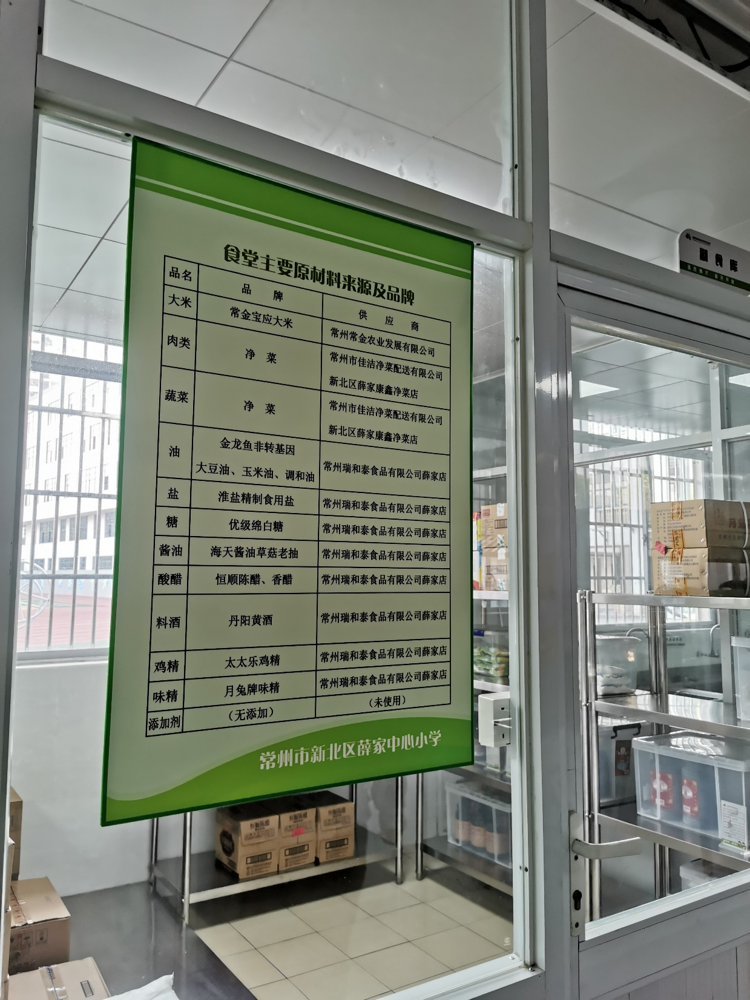 食堂主要原材料来源及品牌
品名 品牌 供应商
大米 常金宝应大米 常州常金农业发展有限公司
肉类 净菜 常州市佳洁净菜配送有限公司
新北区薛家康鑫净菜店
蔬菜 净菜 常州市佳洁净菜配送有限公司
新北区薛家康鑫净菜店
油 金龙鱼非转基因
大豆油、玉米油、调和油 常州瑞和泰食品有限公司薛家店
盐 淮盐精制食用盐 常州瑞和泰食品有限公司薛家店
糖 优级绵白糖 常州瑞和泰食品有限公司薛家店
酱油 海天酱油草菇老抽 常州瑞和泰食品有限公司薛家店
酸醋 恒顺陈醋、香醋 常州瑞和泰食品有限公司薛家店
料酒 丹阳黄酒 常州瑞和泰食品有限公司薛家店
鸡精 太太乐鸡精 常州瑞和泰食品有限公司薛家店
味精 月兔牌味精 常州瑞和泰食品有限公司薛家店
添加剂 （无添加） （未使用）
常州市新北区薛家中心小学
副食库